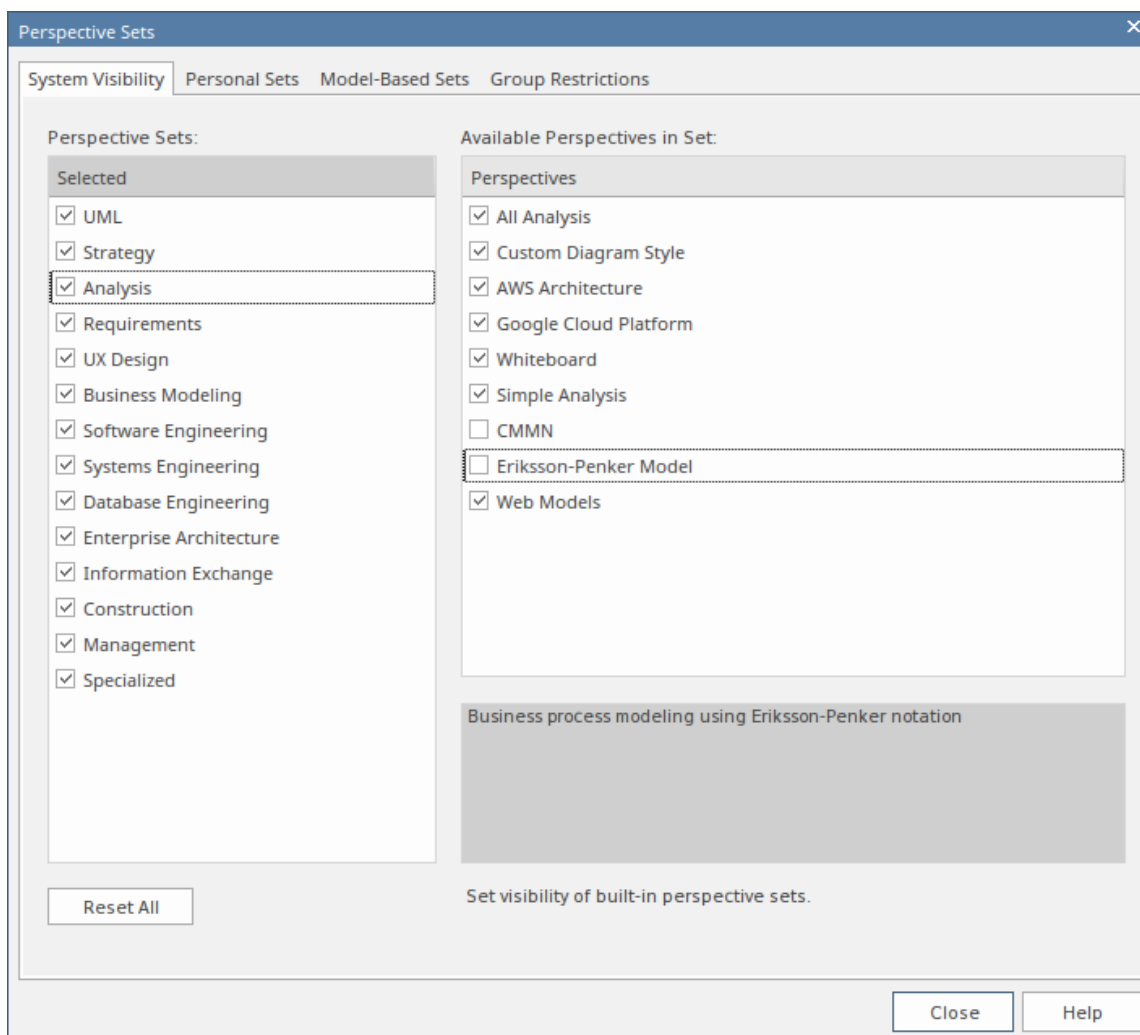 Perspective Sets
System Visibility Personal Sets Model-Based Sets Group Restrictions
Perspective Sets:
Selected
UML
Strategy
Analysis
Requirements
UX Design
Business Modeling
Software Engineering
Systems Engineering
Database Engineering
Enterprise Architecture
Information Exchange
Construction
Management
Specialized
Reset All
Available Perspectives in Set:
Perspectives
All Analysis
Custom Diagram Style
AWS Architecture
Google Cloud Platform
Whiteboard
Simple Analysis
CMMN
Eriksson-Penker Model
Web Models
Business process modeling using Eriksson-Penker notation
Set visibility of built-in perspective sets.
Close Help